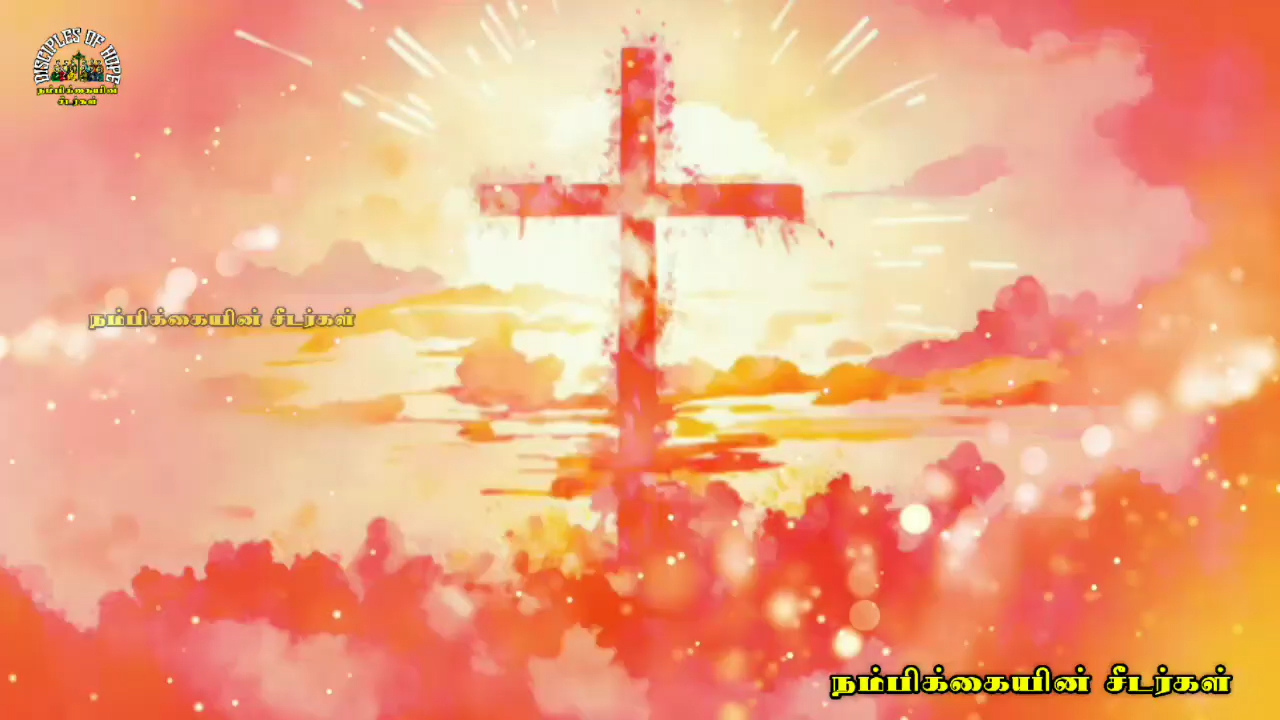 DISCIPLES OF HOPE
நம்பிக்கையின்
சீடர்கள்
நம்பிக்கையின் சீடர்கள்
நம்பிக்கையின் சீடர்கள்